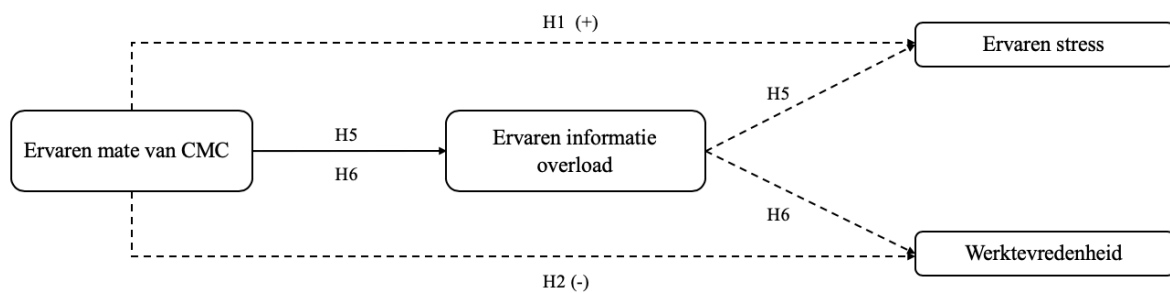 H1 (+)
Ervaren stress
H5
Ervaren mate van CMC
H5
H6
Ervaren informatie
overload
H6
Werktevredenheid
H2 (-)